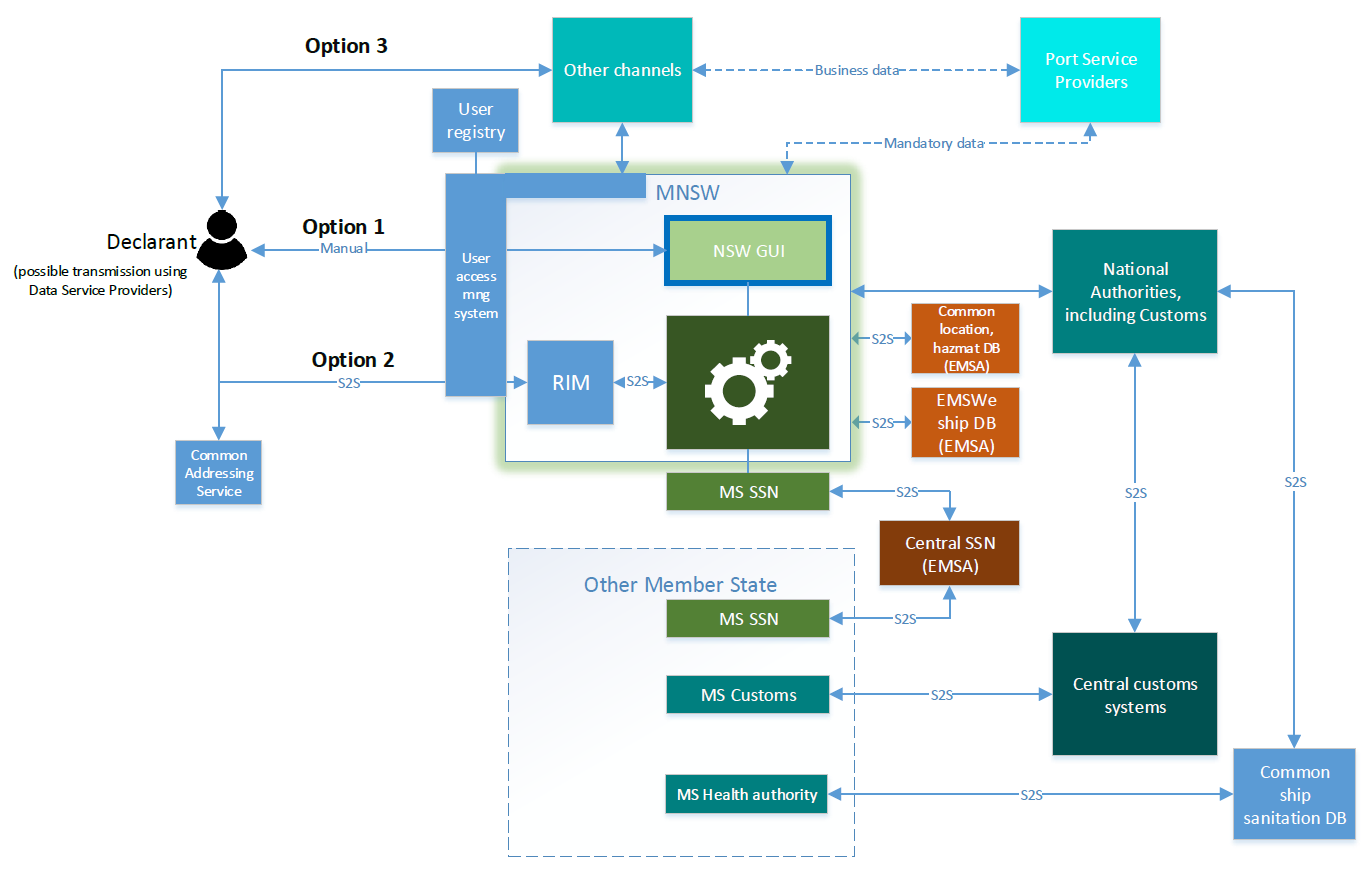 Option 3
Other channels
Business data
Port Service
Providers
User
registry
Mandatory data
MNSW
Option 1
Manual
Declarant
(possible transmission using
Data Service Providers)
User
access
mng
system
NSW GUI
National
Authorities,
including Customs
S2S
Common
location,
hazmat DB
(EMSA)
Option 2
S2S
RIM
S2S
S2S
EMSWe
ship DB
(EMSA)
Common
Addressing
Service
MS SSN
S2S
S2S
S2S
Central SSN
(EMSA)
Other Member State
MS SSN
S2S
MS Customs
S2S
Central customs
systems
MS Health authority
S2S
Common
ship
sanitation DB